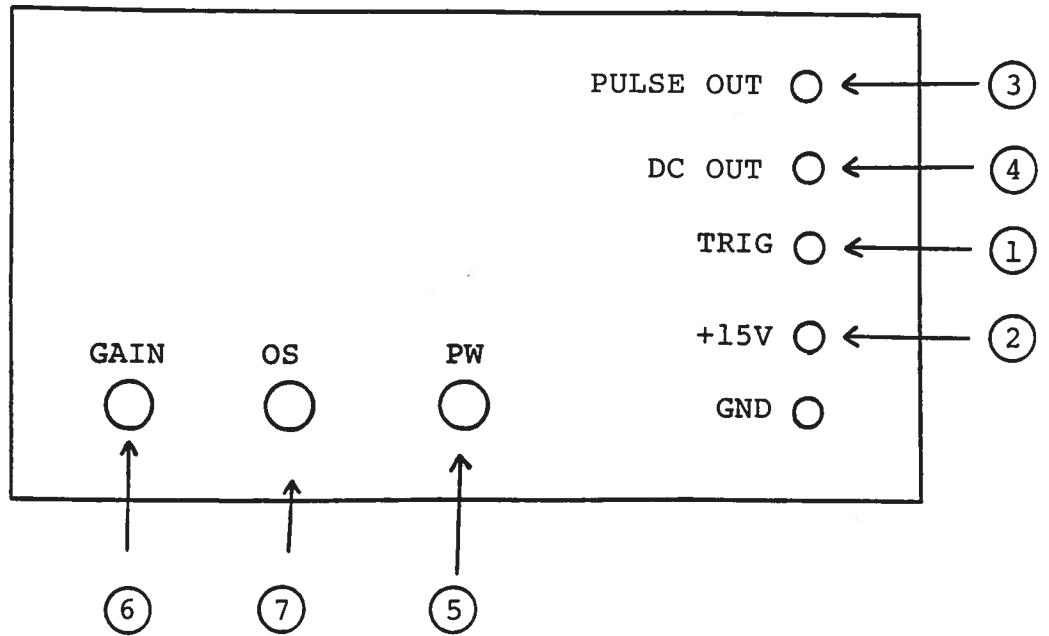 PULSE OUT 3
DC OUT 4
TRIG 1
+15V 2
GAIN OS PW
GND
6 7 5